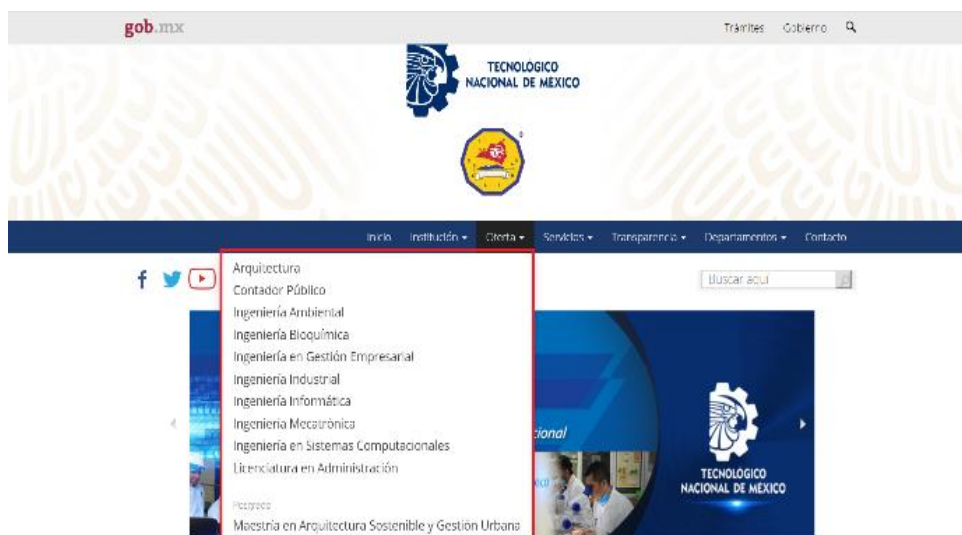 gob.mx
Trámites Gobierno
TECNOLÓGICO
NACIONAL DE MÉXICO
Inicio Institución Oferta Servicios Transparencia Departamentos Contacto
Buscar aquí
Arquitectura
Contador Público
Ingeniería Ambiental
Ingeniería Bioquímica
Ingeniería en Gestión Empresarial
Ingeniería Industrial
Ingeniería Informática
Ingeniería Mecatrónica
cional
Ingeniería en Sistemas Computacionales
Licenciatura en Administración
TECNOLÓGICO
NACIONAL DE MÉXICO
Posgrado
Maestría en Arquitectura Sostenible y Gestión Urbana